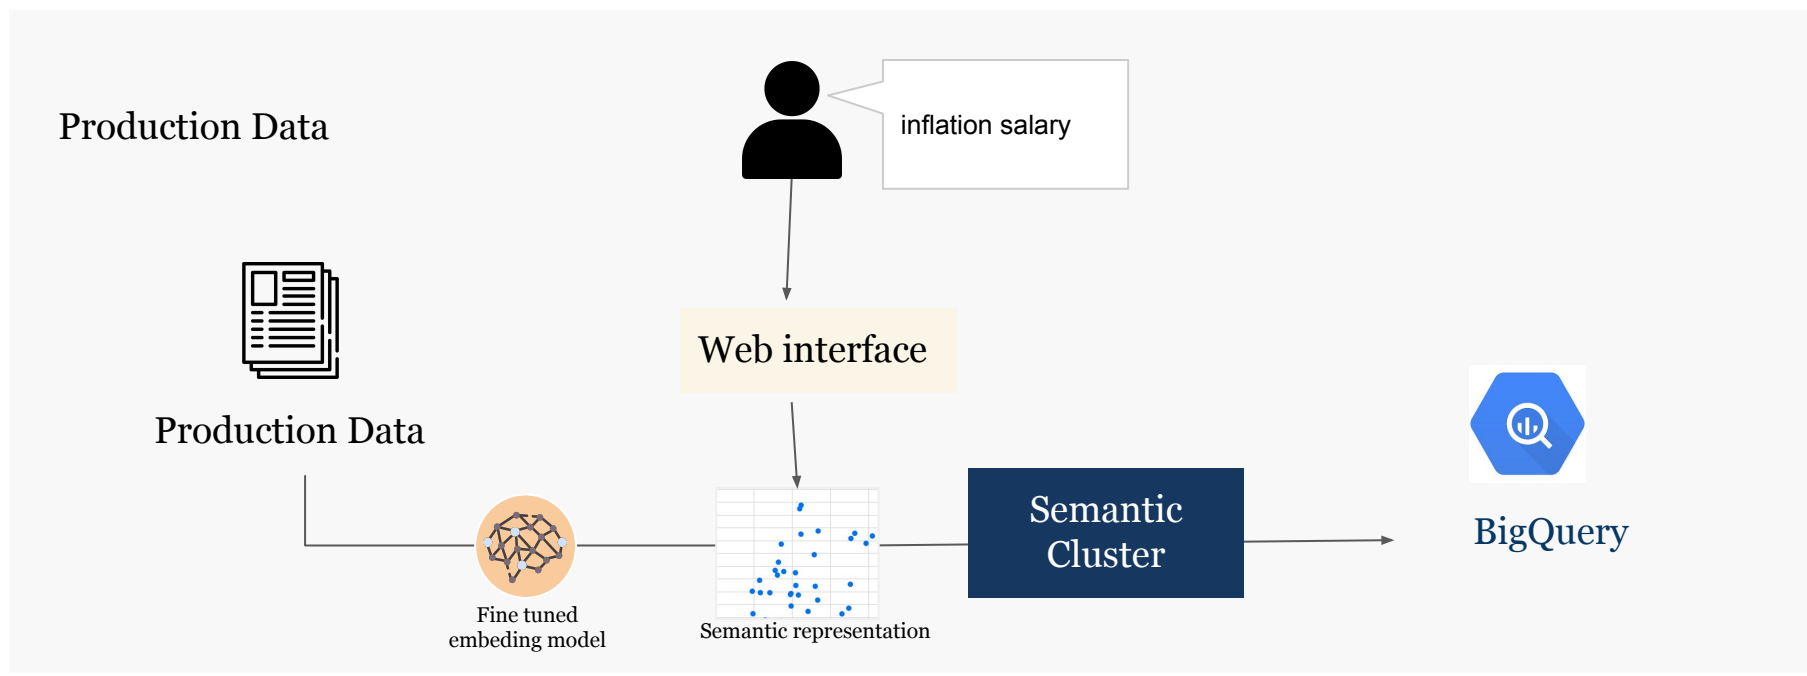 Production Data
inflation salary
Web interface
Production Data
Semantic
Cluster
BigQuery
Fine tuned
embeding model
Semantic representation